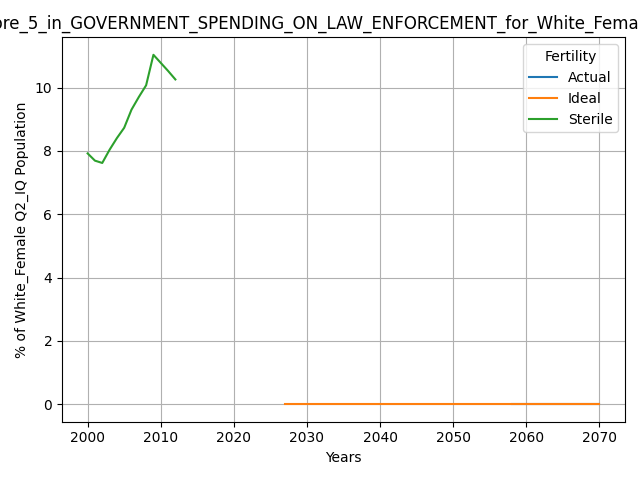 ore_5_in_GOVERNMENT_SPENDING_ON_LAW_ENFORCEMENT_for_White_Fema
Fertility
Actual
Ideal
Sterile
% of White_Female Q2_IQ Population
10
8
6
4
2
0
2000 2010 2020 2030 2040 2050 2060 2070
Years